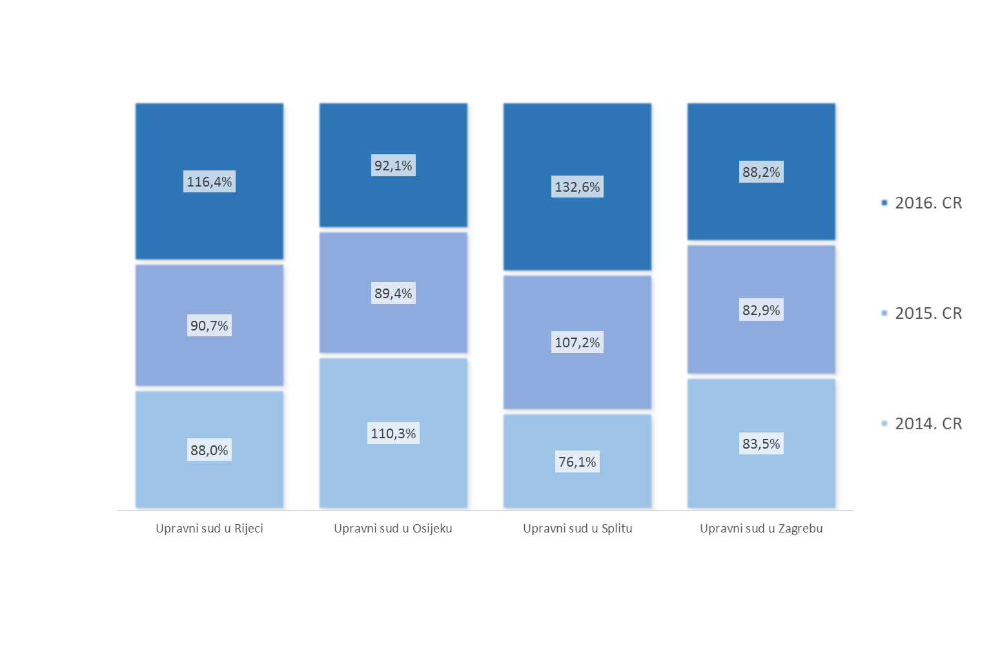 116,4%
92,1%
132,6%
88,2%
90,7%
89,4%
107,2%
82,9%
88,0%
110,3%
76,1%
83,5%
Upravni sud u Rijeci
Upravni sud u Osijeku
Upravni sud u Splitu
Upravni sud u Zagrebu
2016. CR
2015. CR
2014. CR